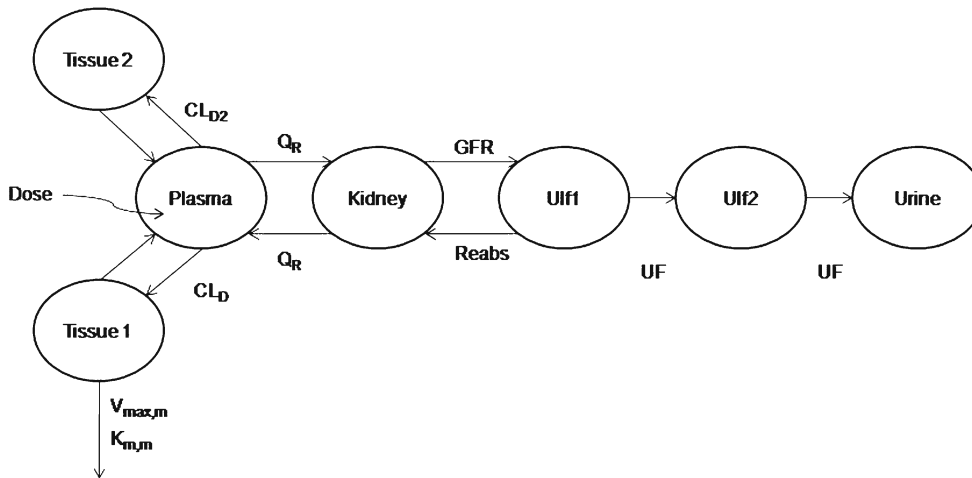 Tissue 2
CL_D2
Q_R
GFR
Dose
Plasma
Kidney
Ulf1
Ulf2
Urine
Q_R
Reabs
UF
UF
CL_D
Tissue 1
V_max,m
K_m,m